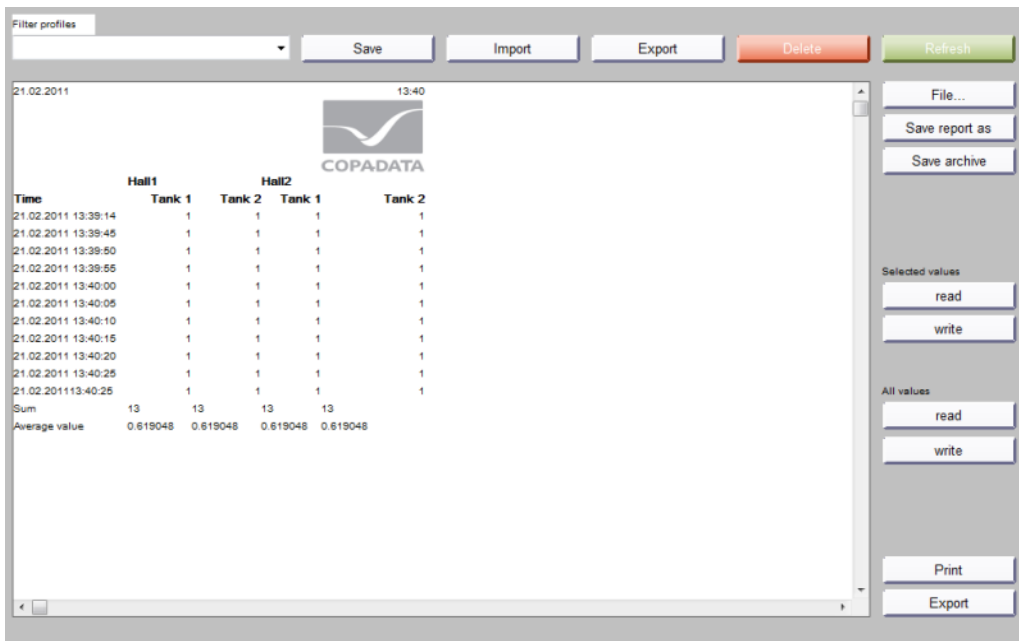 Filter profiles
Save Import Export Delete Refresh
21.02.2011 13:40
COPADATA
Hall1 Hall2
Time Tank 1 Tank 2 Tank 1 Tank 2
21.02.2011 13:39:14 1 1 1 1
21.02.2011 13:39:45 1 1 1 1
21.02.2011 13:39:50 1 1 1 1
21.02.2011 13:39:55 1 1 1 1
21.02.2011 13:40:00 1 1 1 1
21.02.2011 13:40:05 1 1 1 1
21.02.2011 13:40:10 1 1 1 1
21.02.2011 13:40:15 1 1 1 1
21.02.2011 13:40:20 1 1 1 1
21.02.2011 13:40:25 1 1 1 1
21.02.201113:40:25 1 1 1 1
Sum 13 13 13 13
Average value 0.619048 0.619048 0.619048 0.619048
File...
Save report as
Save archive
Selected values
read
write
All values
read
write
Print
Export